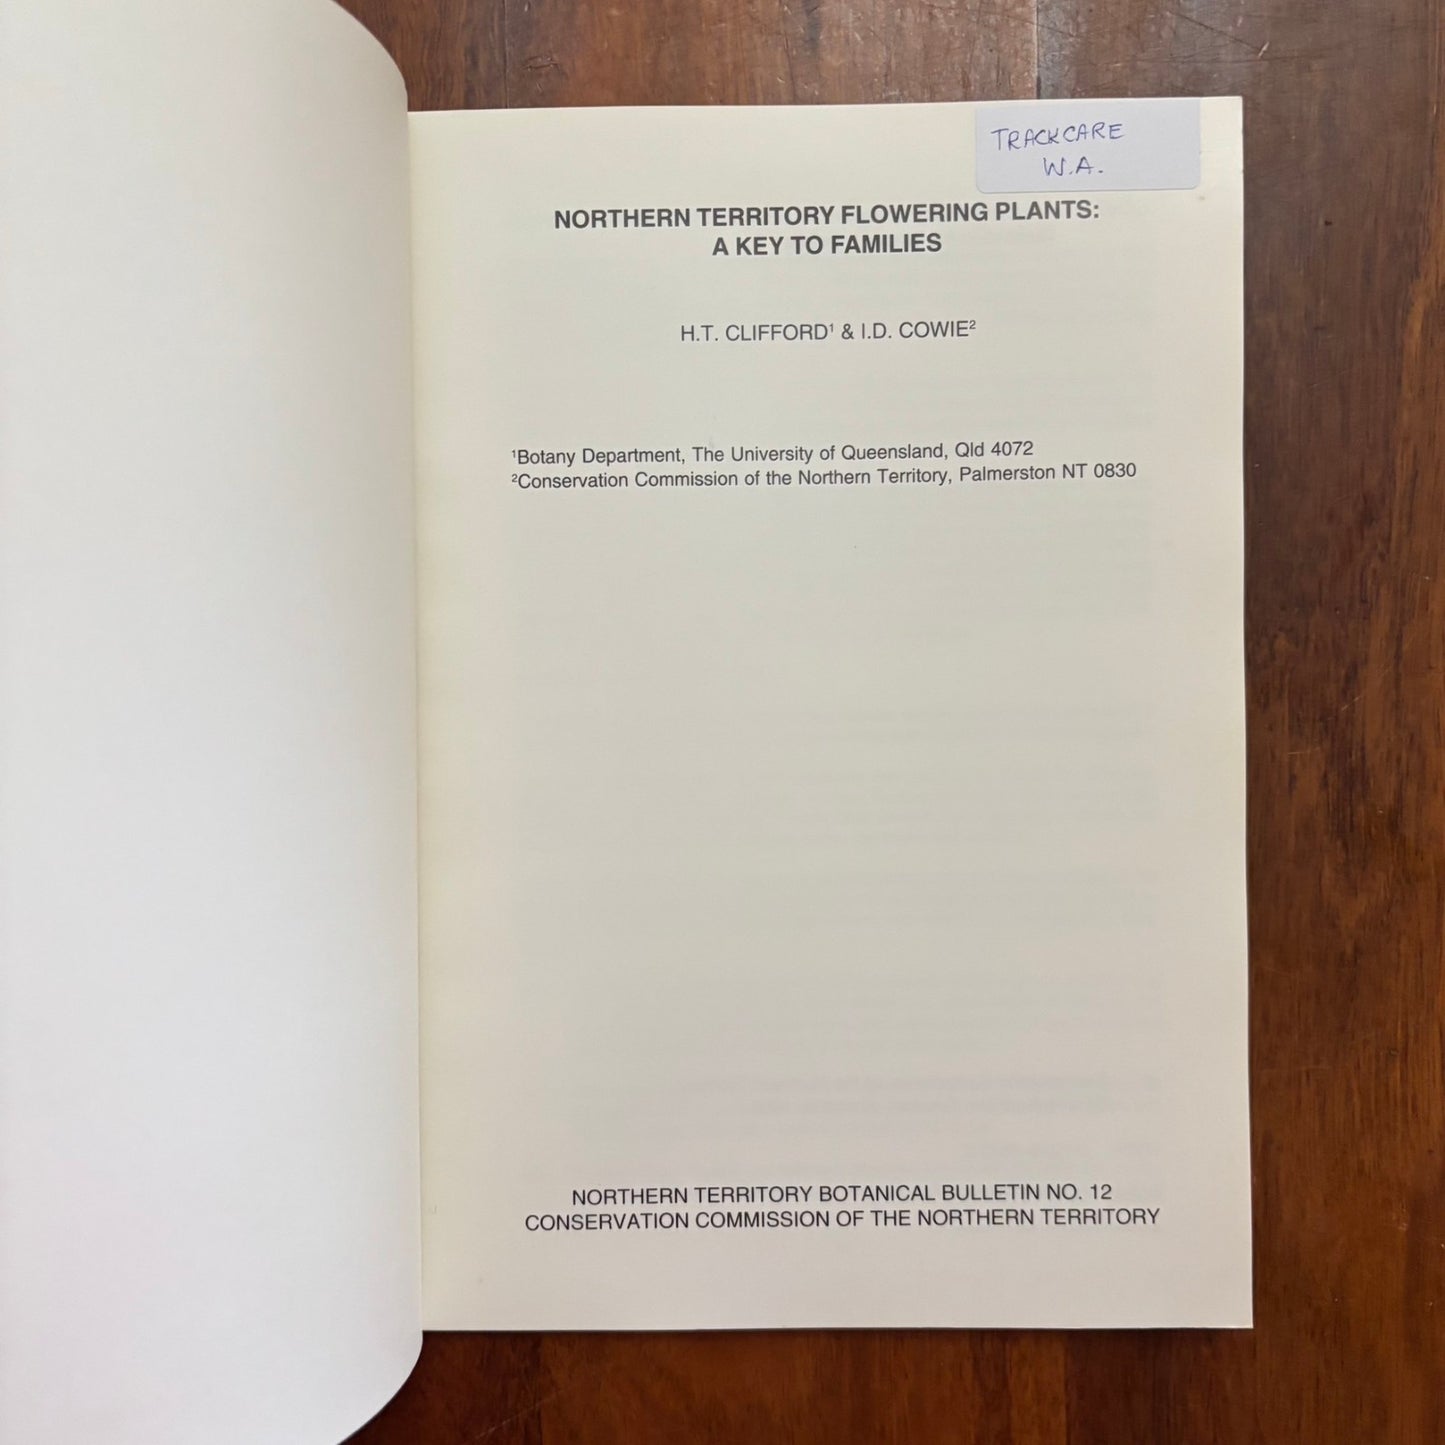 TRACKCARE
W.A.
NORTHERN TERRITORY FLOWERING PLANTS:
A KEY TO FAMILIES
H.T. CLIFFORD¹ & I.D. COWIE²
¹Botany Department, The University of Queensland, Qld 4072
²Conservation Commission of the Northern Territory, Palmerston NT 0830
NORTHERN TERRITORY BOTANICAL BULLETIN NO. 12
CONSERVATION COMMISSION OF THE NORTHERN TERRITORY